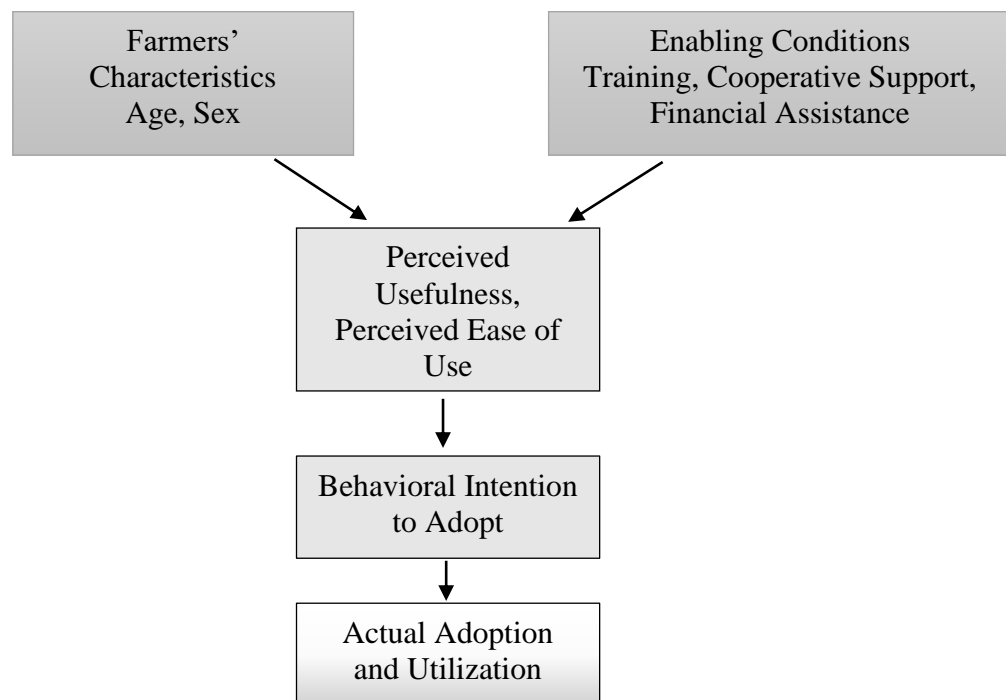 Farmers’
Characteristics
Age, Sex
Enabling Conditions
Training, Cooperative Support,
Financial Assistance
Perceived
Usefulness,
Perceived Ease of
Use
Behavioral Intention
to Adopt
Actual Adoption
and Utilization